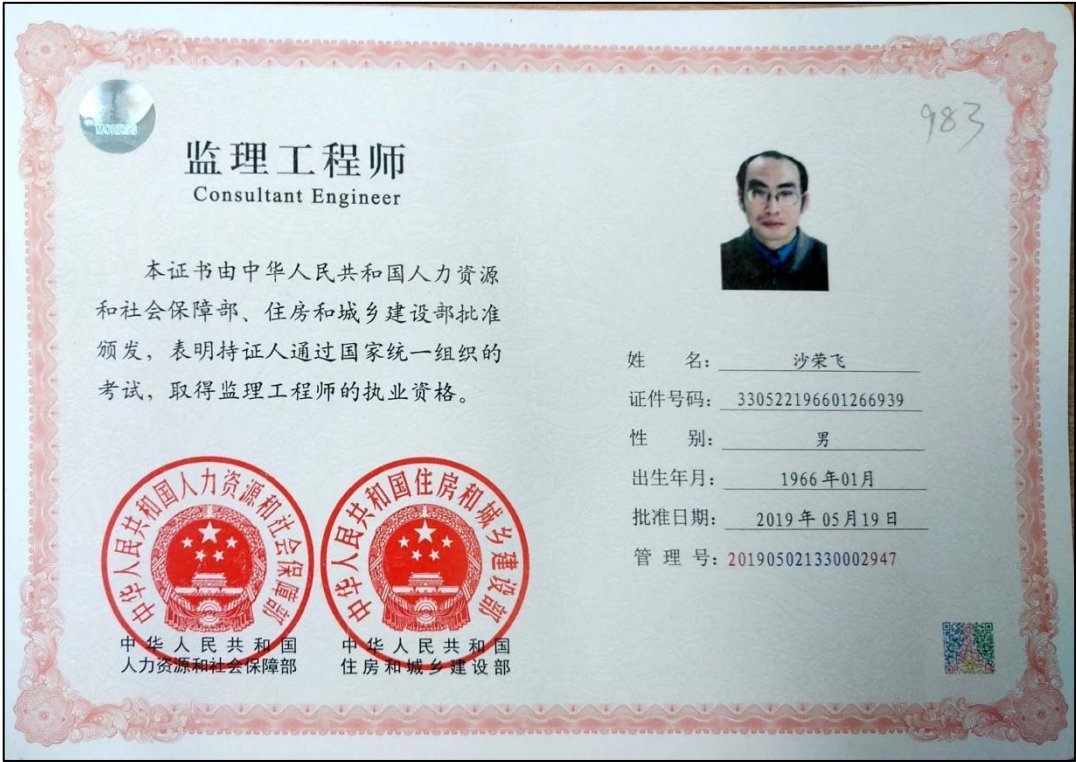 MOHRSS
983
监理工程师
Consultant Engineer
本证书由中华人民共和国人力资源
和社会保障部、住房和城乡建设部批准
颁发，表明持证人通过国家统一组织的
考试，取得监理工程师的执业资格。
姓 名：沙荣飞
证件号码：330522196601266939
性 别：男
出生年月：1966年01月
批准日期：2019年05月19日
管理号：201905021330002947
中华人民共和国人力资源和社会保障部
中华人民共和国住房和城乡建设部
中华人民共和国
人力资源和社会保障部
中华人民共和国
住房和城乡建设部